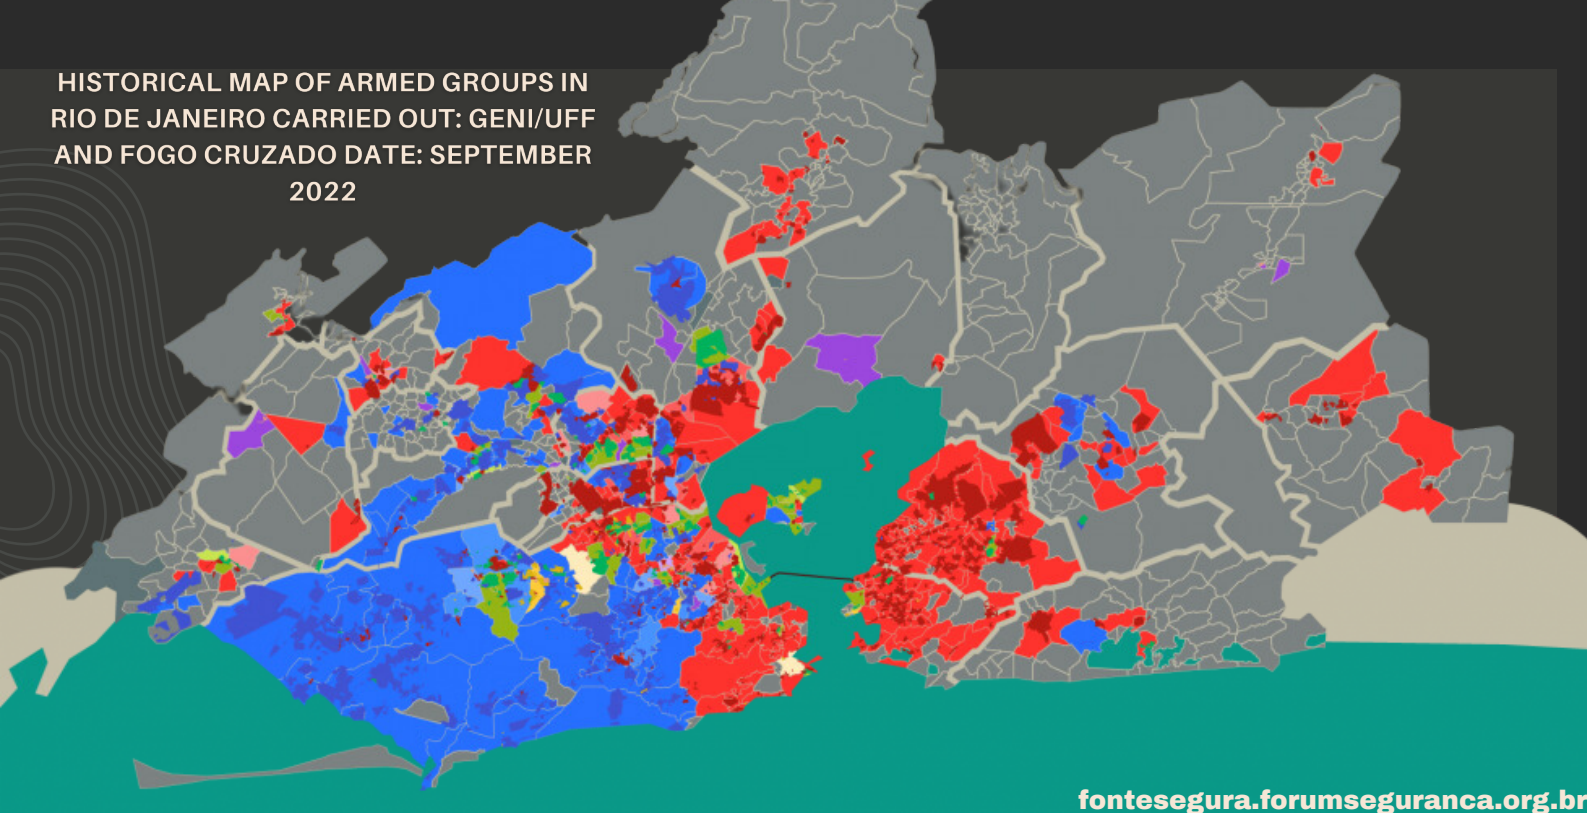 HISTORICAL MAP OF ARMED GROUPS IN
RIO DE JANEIRO CARRIED OUT: GENI/UFF
AND FOGO CRUZADO DATE: SEPTEMBER
2022
fontesegura.forumseguranca.org.br